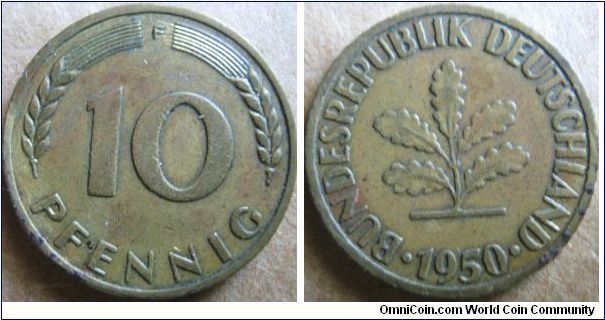 F
10
PFENNIG
BUNDESREPUBLIK DEUTSCHLAND
·1950·
OmniCoin.com World Coin Community